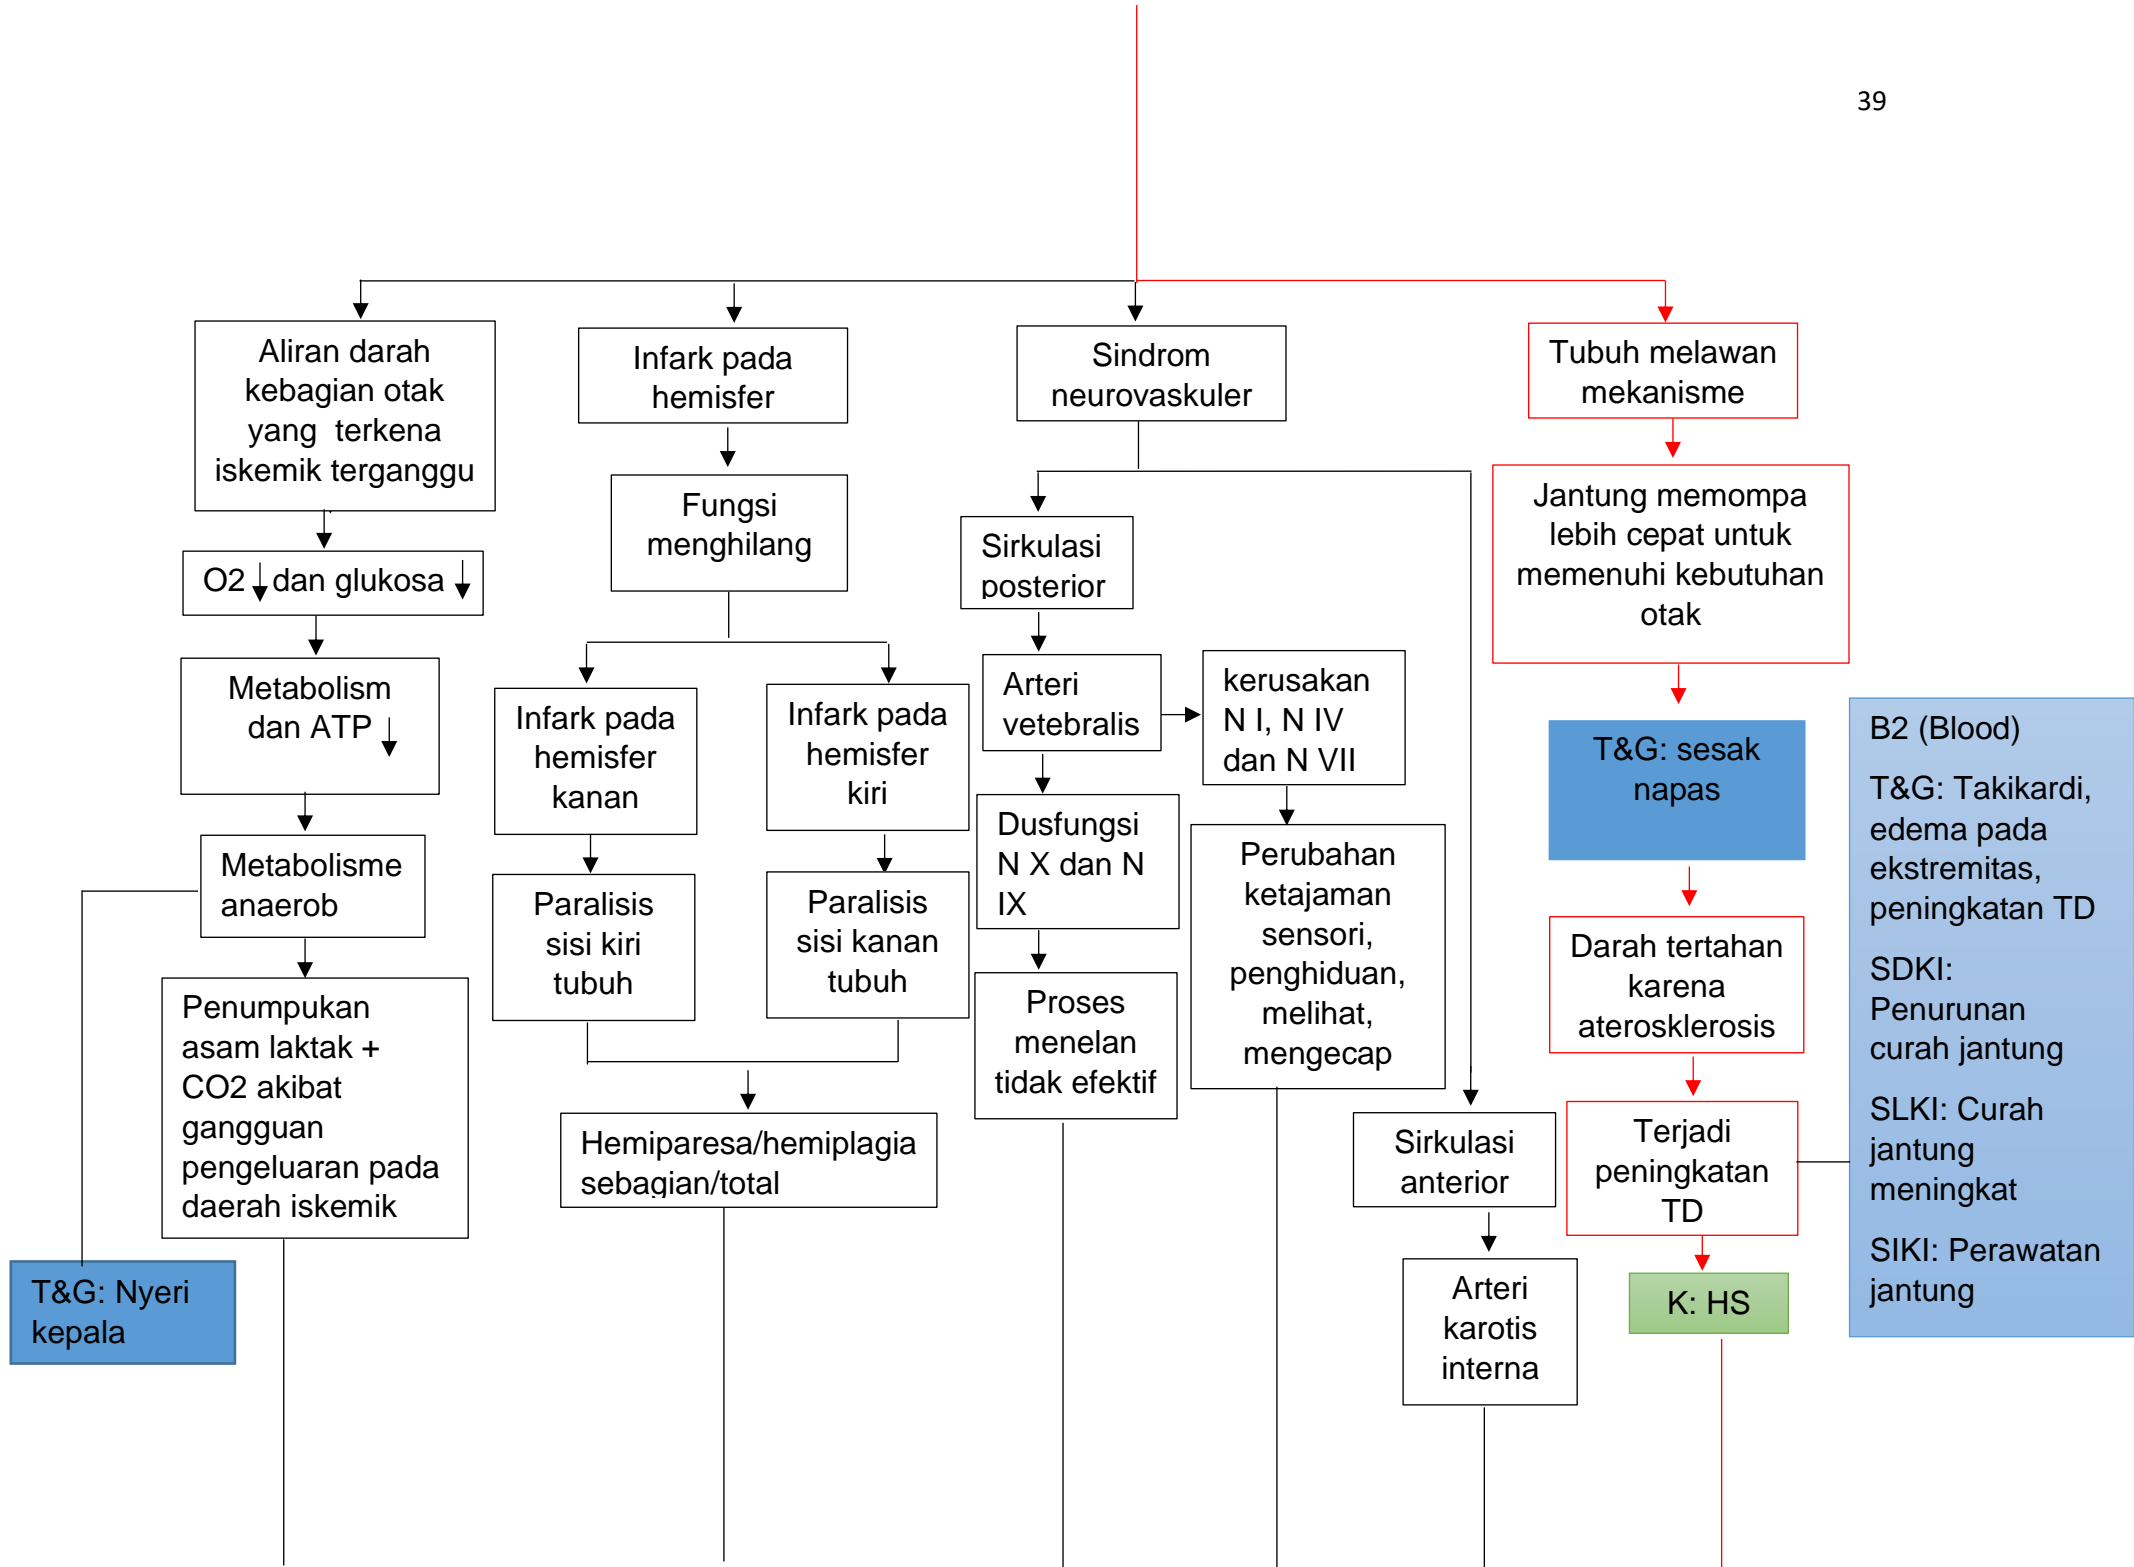 39
Aliran darah
kebagian otak
yang terkena
iskemik terganggu
O2 ↓ dan glukosa ↓
Metabolism
dan ATP ↓
Metabolisme
anaerob
Penumpukan
asam laktak +
CO2 akibat
gangguan
pengeluaran pada
daerah iskemik
T&G: Nyeri
kepala
Infark pada
hemisfer
Fungsi
menghilang
Infark pada
hemisfer
kanan
Paralisis
sisi kiri
tubuh
Infark pada
hemisfer
kiri
Paralisis
sisi kanan
tubuh
Hemiparesa/hemiplagia
sebagian/total
Sindrom
neurovaskuler
Sirkulasi
posterior
Arteri
vetebralis
Dusfungsi
N X dan N
IX
Proses
menelan
tidak efektif
kerusakan
N I, N IV
dan N VII
Perubahan
ketajaman
sensori,
penghiduan,
melihat,
mengecap
Sirkulasi
anterior
Arteri
karotis
interna
Tubuh melawan
mekanisme
Jantung memompa
lebih cepat untuk
memenuhi kebutuhan
otak
T&G: sesak
napas
Darah tertahan
karena
aterosklerosis
Terjadi
peningkatan
TD
K: HS
B2 (Blood)
T&G: Takikardi,
edema pada
ekstremitas,
peningkatan TD
SDKI:
Penurunan
curah jantung
SLKI: Curah
jantung
meningkat
SIKI: Perawatan
jantung